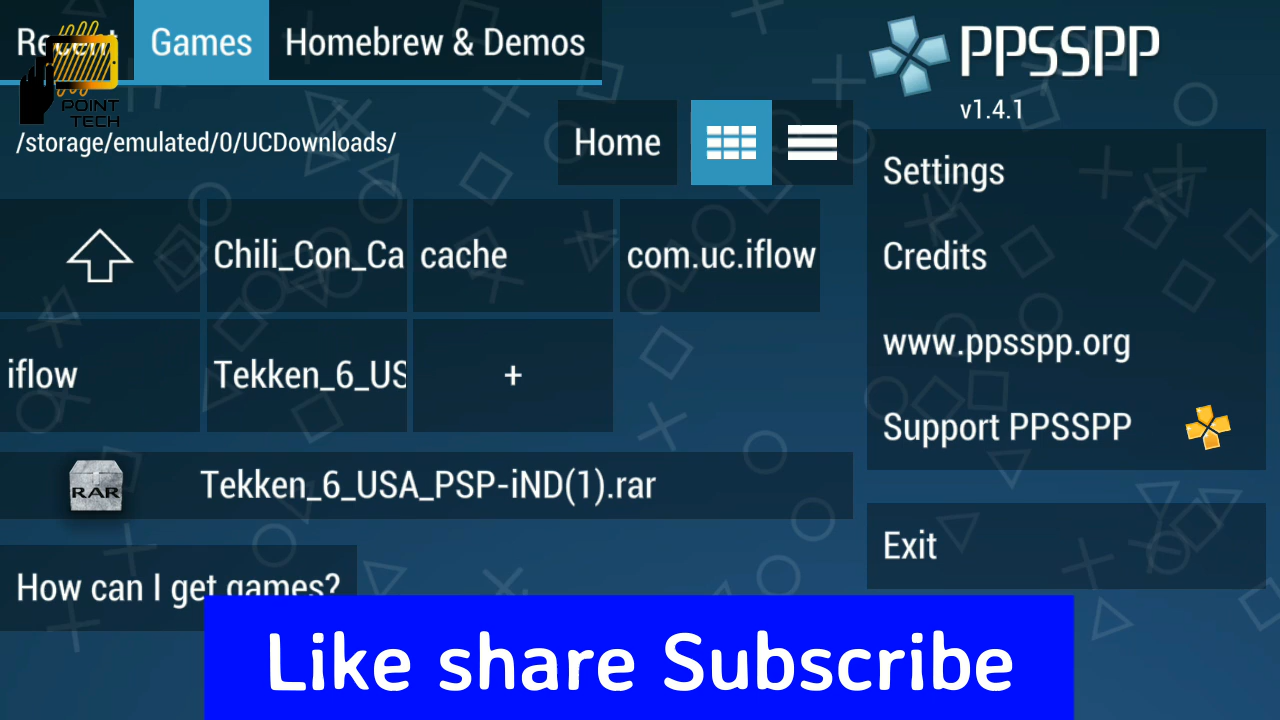 Recent
Games
Homebrew & Demos
POINT
TECH
PPSSPP
v1.4.1
/storage/emulated/0/UCDownloads/
Home
Settings
Chili_Con_Ca
cache
com.uc.iflow
Credits
www.ppsspp.org
iflow
Tekken_6_US
+
Support PPSSPP
RAR
Tekken_6_USA_PSP-iND(1).rar
Exit
How can I get games?
Like share Subscribe